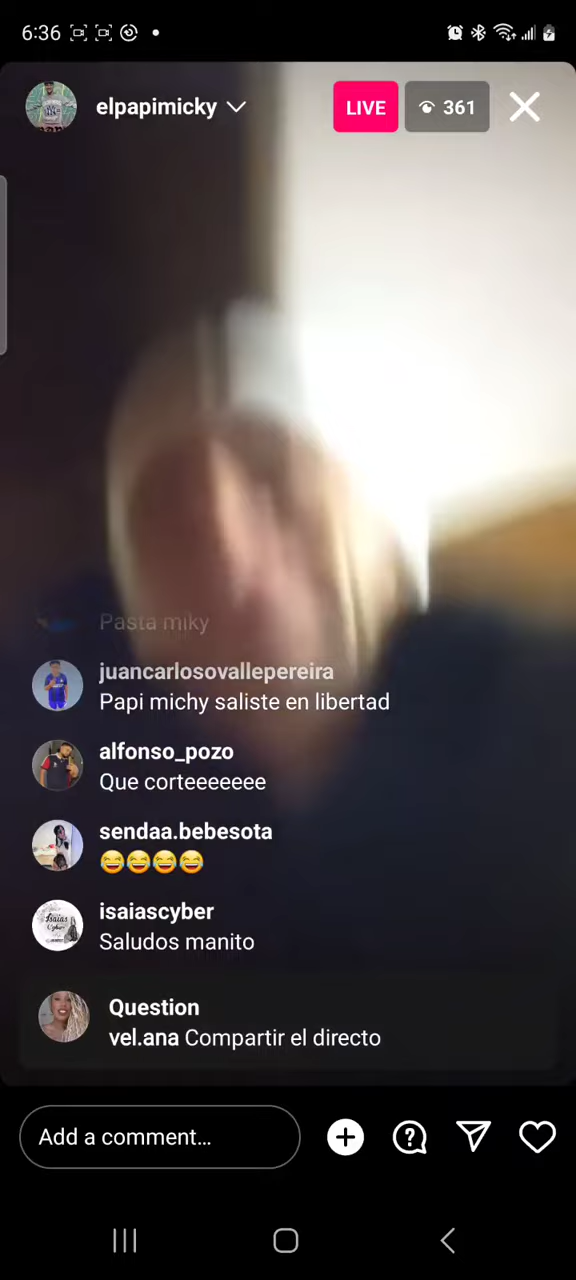 6:36
elpapimicky
LIVE
361
Pasta miky
juancarlosovallepereira
Papi michy saliste en libertad
alfonso_pozo
Que corteeeeeee
sendaa.bebesota
😂😂😂😂
isaiascyber
Saludos manito
Question
vel.ana Compartir el directo
Add a comment...